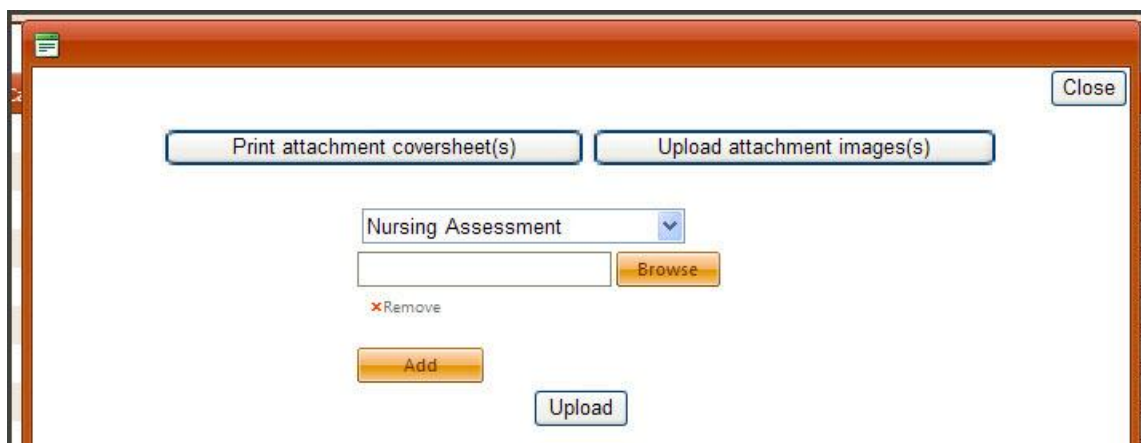 Close
Print attachment coversheet(s) Upload attachment images(s)
Nursing Assessment
Browse
×Remove
Add
Upload